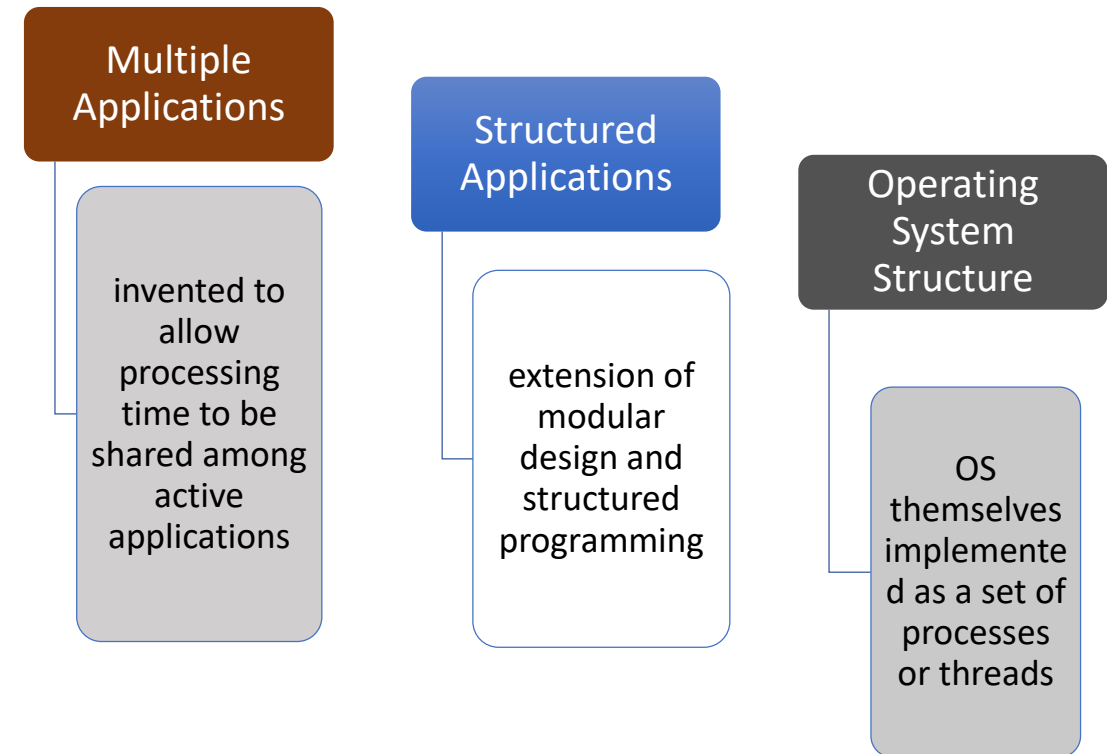 Multiple
Applications
invented to
allow
processing
time to be
shared among
active
applications
Structured
Applications
extension of
modular
design and
structured
programming
Operating
System
Structure
OS
themselves
implemente
d as a set of
processes
or threads